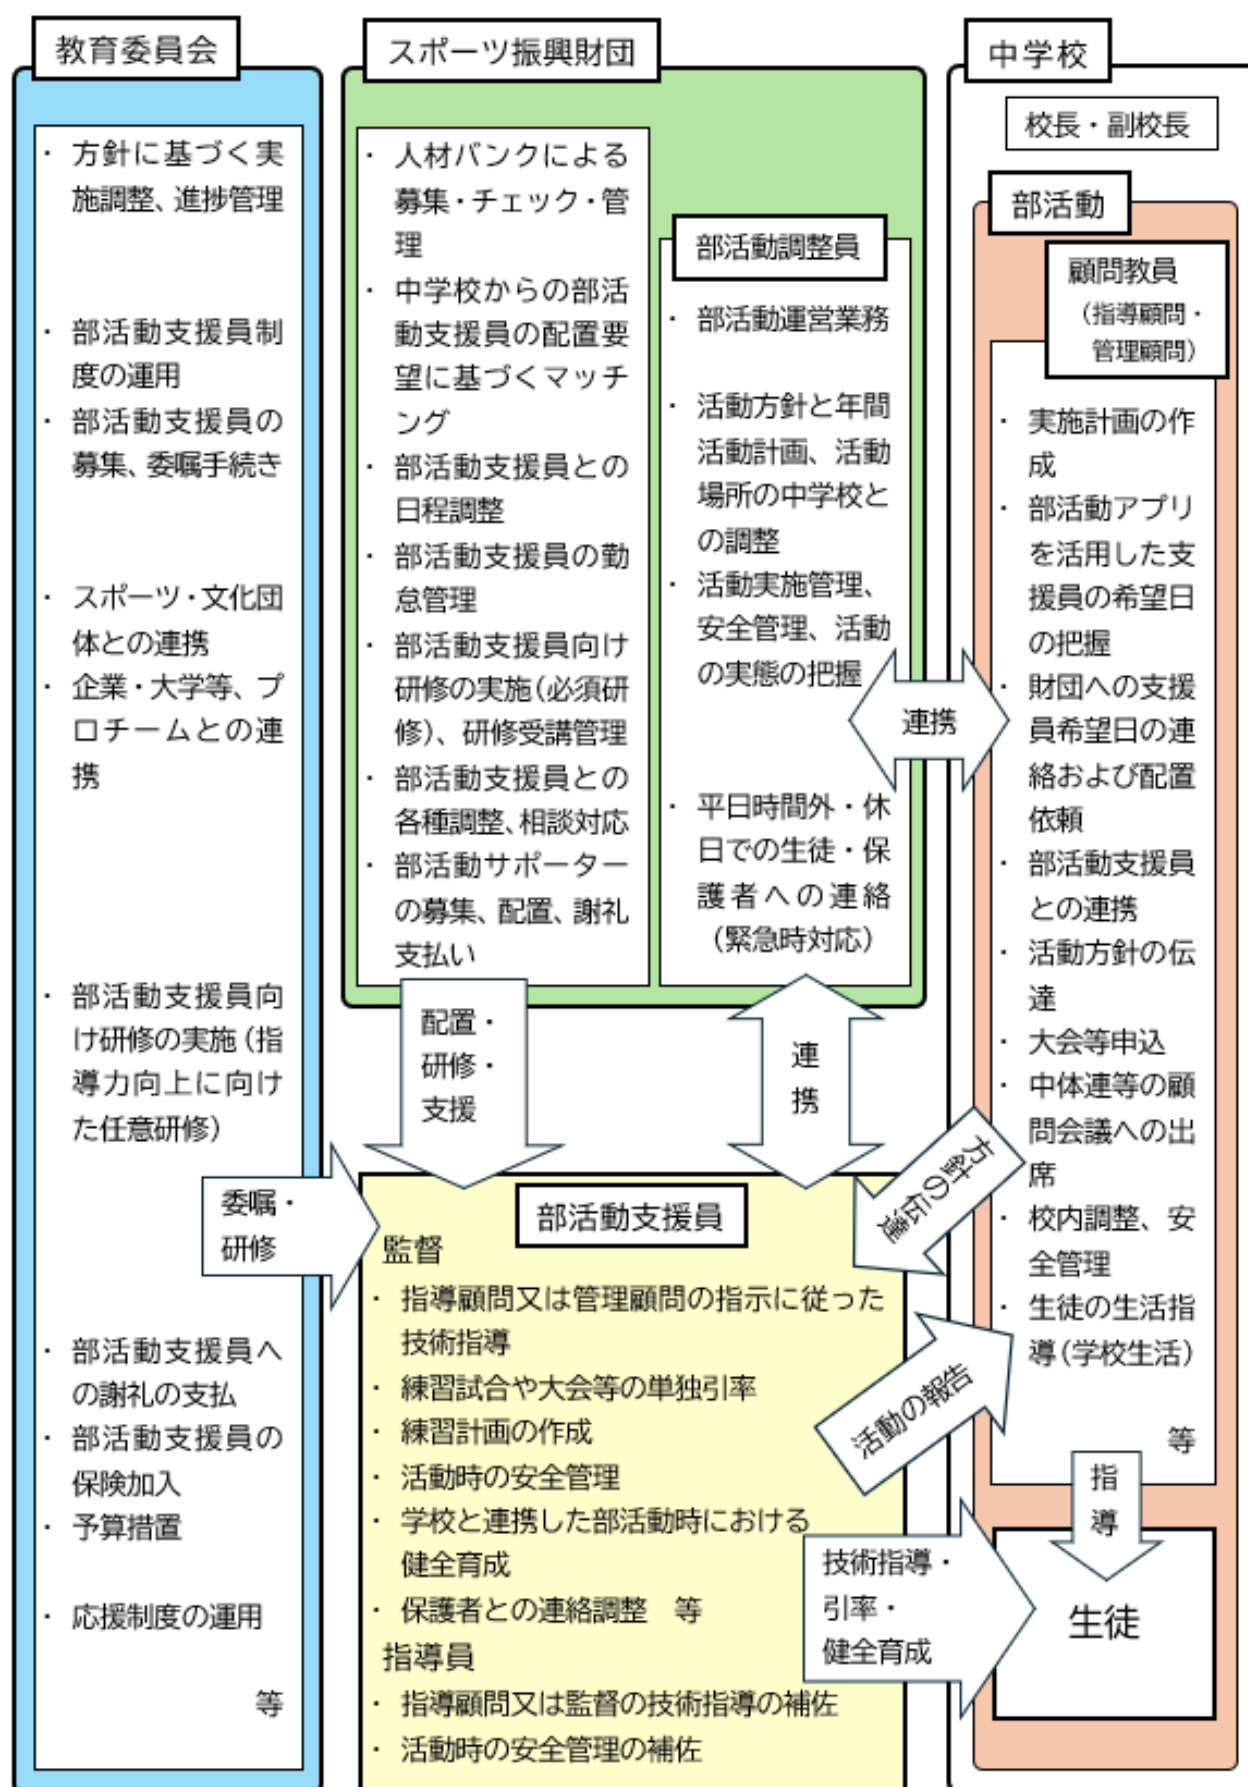 教育委員会
・ 方針に基づく実
施調整、進捗管理
・ 部活動支援員制
度の運用
・ 部活動支援員の
募集、委嘱手続き
・ スポーツ・文化団
体との連携
・ 企業・大学等、プ
ロチームとの連
携
・ 部活動支援員向
け研修の実施（指
導力向上に向け
た任意研修）
・ 部活動支援員へ
の謝礼の支払
・ 部活動支援員の
保険加入
・ 予算措置
・ 応援制度の運用
等
スポーツ振興財団
・ 人材バンクによる
募集・チェック・管
理
・ 中学校からの部活
動支援員の配置要
望に基づくマッチ
ング
・ 部活動支援員との
日程調整
・ 部活動支援員の勤
怠管理
・ 部活動支援員向け
研修の実施（必須研
修）、研修受講管理
・ 部活動支援員との
各種調整、相談対応
・ 部活動サポーター
の募集、配置、謝礼
支払い
部活動調整員
・ 部活動運営業務
・ 活動方針と年間
活動計画、活動
場所の中学校と
の調整
・ 活動実施管理、
安全管理、活動
の実態の把握
・ 平日時間外・休
日での生徒・保
護者への連絡
（緊急時対応）
連携
配置・
研修・
支援
連
携
委嘱・
研修
中学校
校長・副校長
部活動
顧問教員
（指導顧問・
管理顧問）
・ 実施計画の作
成
・ 部活動アプリ
を活用した支
援員の希望日
の把握
・ 財団への支援
員希望日の連
絡および配置
依頼
・ 部活動支援員
との連携
・ 活動方針の伝
達
・ 大会等申込
・ 中体連等の顧
問会議への出
席
・ 校内調整、安
全管理
・ 生徒の生活指
導（学校生活）
等
方針の伝達
活動の報告
指
導
部活動支援員
監督
・ 指導顧問又は管理顧問の指示に従った
技術指導
・ 練習試合や大会等の単独引率
・ 練習計画の作成
・ 活動時の安全管理
・ 学校と連携した部活動時における
健全育成
・ 保護者との連絡調整　等
指導員
・ 指導顧問又は監督の技術指導の補佐
・ 活動時の安全管理の補佐
技術指導・
引率・
健全育成
生徒